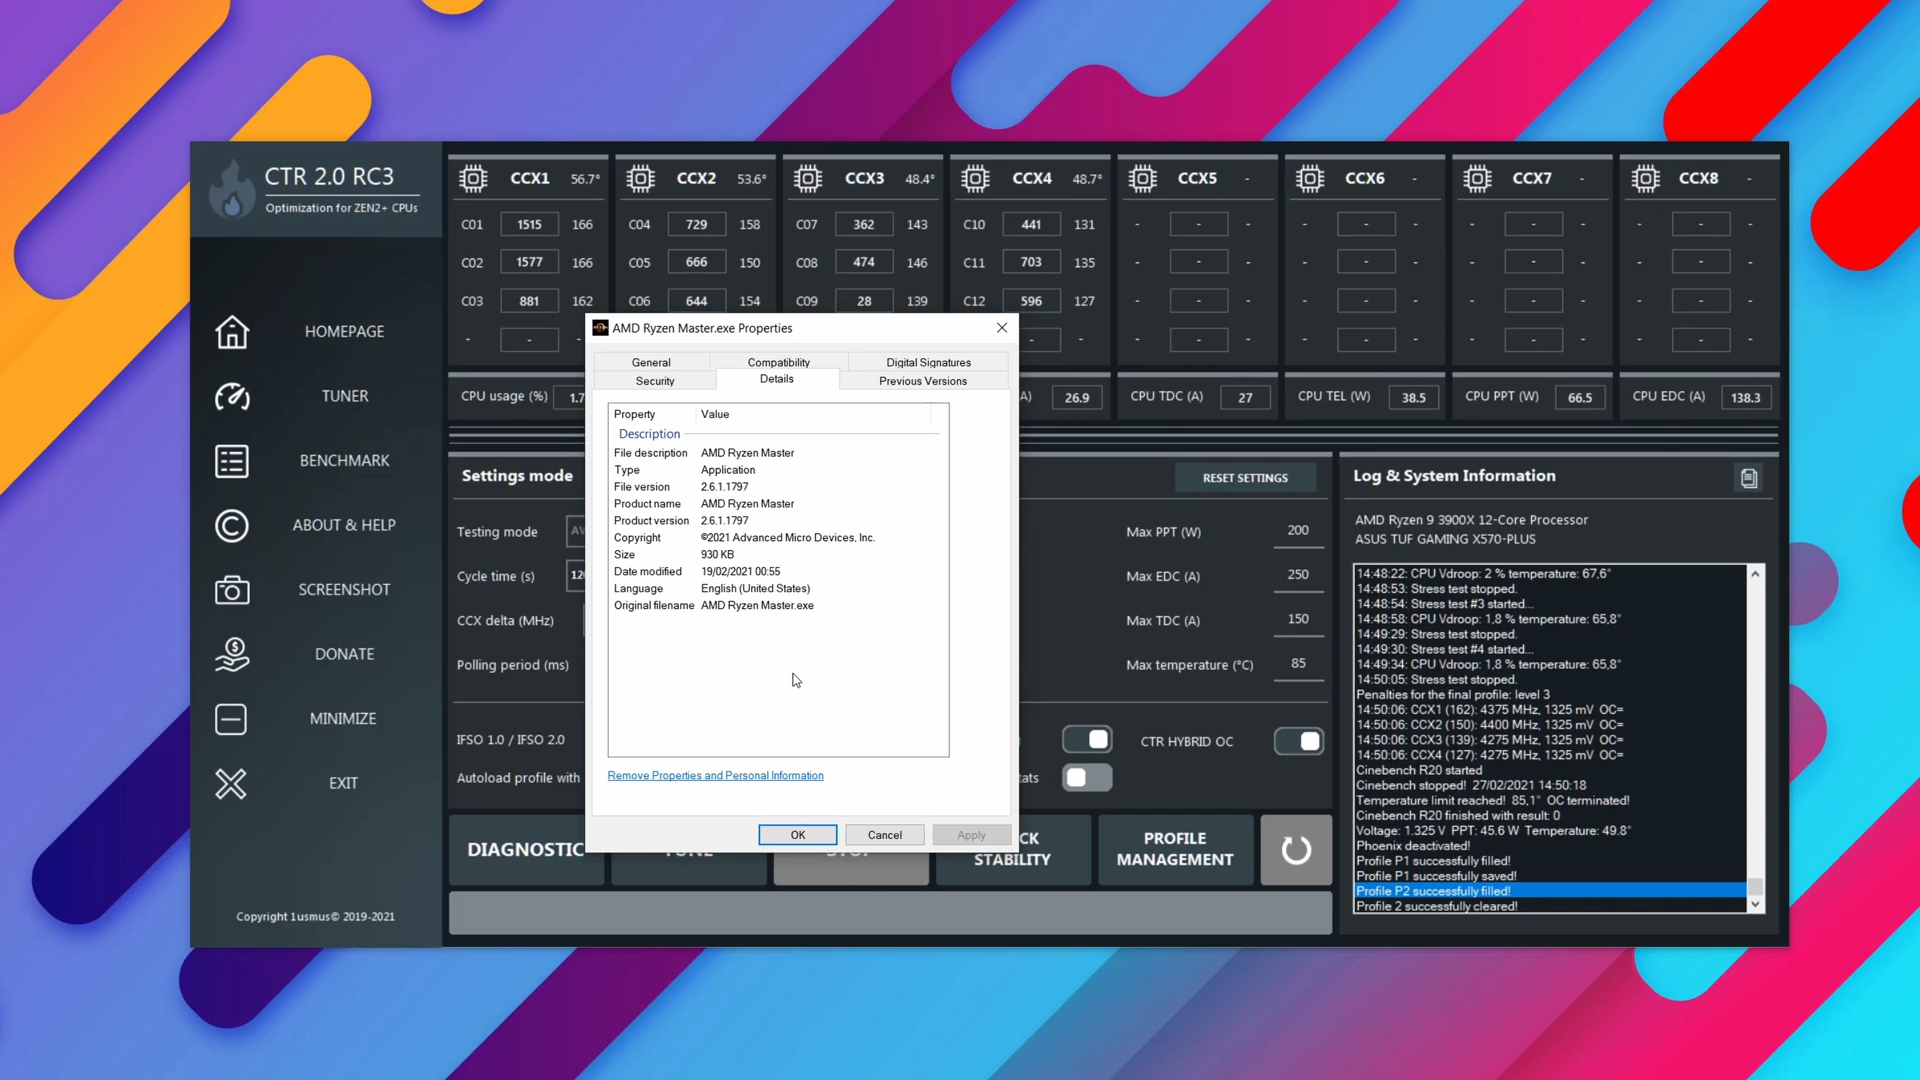 CTR 2.0 RC3
Optimization for ZEN2+ CPUs
HOMEPAGE
TUNER
BENCHMARK
ABOUT & HELP
SCREENSHOT
DONATE
MINIMIZE
EXIT
Copyright 1usmus© 2019-2021
CCX1 56.7°
C01 1515 166
C02 1577 166
C03 881 162
- - -
CCX2 53.6°
C04 729 158
C05 666 150
C06 644 154
CCX3 48.4°
C07 362 143
C08 474 146
C09 28 139
CCX4 48.7°
C10 441 131
C11 703 135
C12 596 127
- -
CCX5 -
- - -
- - -
- - -
- - -
CCX6 -
- - -
- - -
- - -
- - -
CCX7 -
- - -
- - -
- - -
- - -
CCX8 -
- - -
- - -
- - -
- - -
CPU usage (%) 1.7
A) 26.9
CPU TDC (A) 27
CPU TEL (W) 38.5
CPU PPT (W) 66.5
CPU EDC (A) 138.3
Settings mode
RESET SETTINGS
Testing mode
Cycle time (s)
CCX delta (MHz)
Polling period (ms)
Max PPT (W) 200
Max EDC (A) 250
Max TDC (A) 150
Max temperature (°C) 85
IFSO 1.0 / IFSO 2.0
CTR HYBRID OC
Autoload profile with
tats
DIAGNOSTIC
STABILITY
PROFILE
MANAGEMENT
AMD Ryzen Master.exe Properties
General Compatibility Digital Signatures
Security Details Previous Versions
Property Value
Description
File description AMD Ryzen Master
Type Application
File version 2.6.1.1797
Product name AMD Ryzen Master
Product version 2.6.1.1797
Copyright ©2021 Advanced Micro Devices, Inc.
Size 930 KB
Date modified 19/02/2021 00:55
Language English (United States)
Original filename AMD Ryzen Master.exe
Remove Properties and Personal Information
OK Cancel Apply
Log & System Information
AMD Ryzen 9 3900X 12-Core Processor
ASUS TUF GAMING X570-PLUS
14:48:22: CPU Vdroop: 2 % temperature: 67,6°
14:48:53: Stress test stopped.
14:48:54: Stress test #3 started...
14:48:58: CPU Vdroop: 1,8 % temperature: 65,8°
14:49:29: Stress test stopped.
14:49:30: Stress test #4 started...
14:49:34: CPU Vdroop: 1,8 % temperature: 65,8°
14:50:05: Stress test stopped.
Penalties for the final profile: level 3
14:50:06: CCX1 (162): 4375 MHz, 1325 mV OC=
14:50:06: CCX2 (150): 4400 MHz, 1325 mV OC=
14:50:06: CCX3 (139): 4275 MHz, 1325 mV OC=
14:50:06: CCX4 (127): 4275 MHz, 1325 mV OC=
Cinebench R20 started
Cinebench stopped! 27/02/2021 14:50:18
Temperature limit reached! 85,1° OC terminated!
Cinebench R20 finished with result: 0
Voltage: 1.325 V PPT: 45.6 W Temperature: 49.8°
Phoenix deactivated!
Profile P1 successfully filled!
Profile P1 successfully saved!
Profile P2 successfully filled!
Profile 2 successfully cleared!